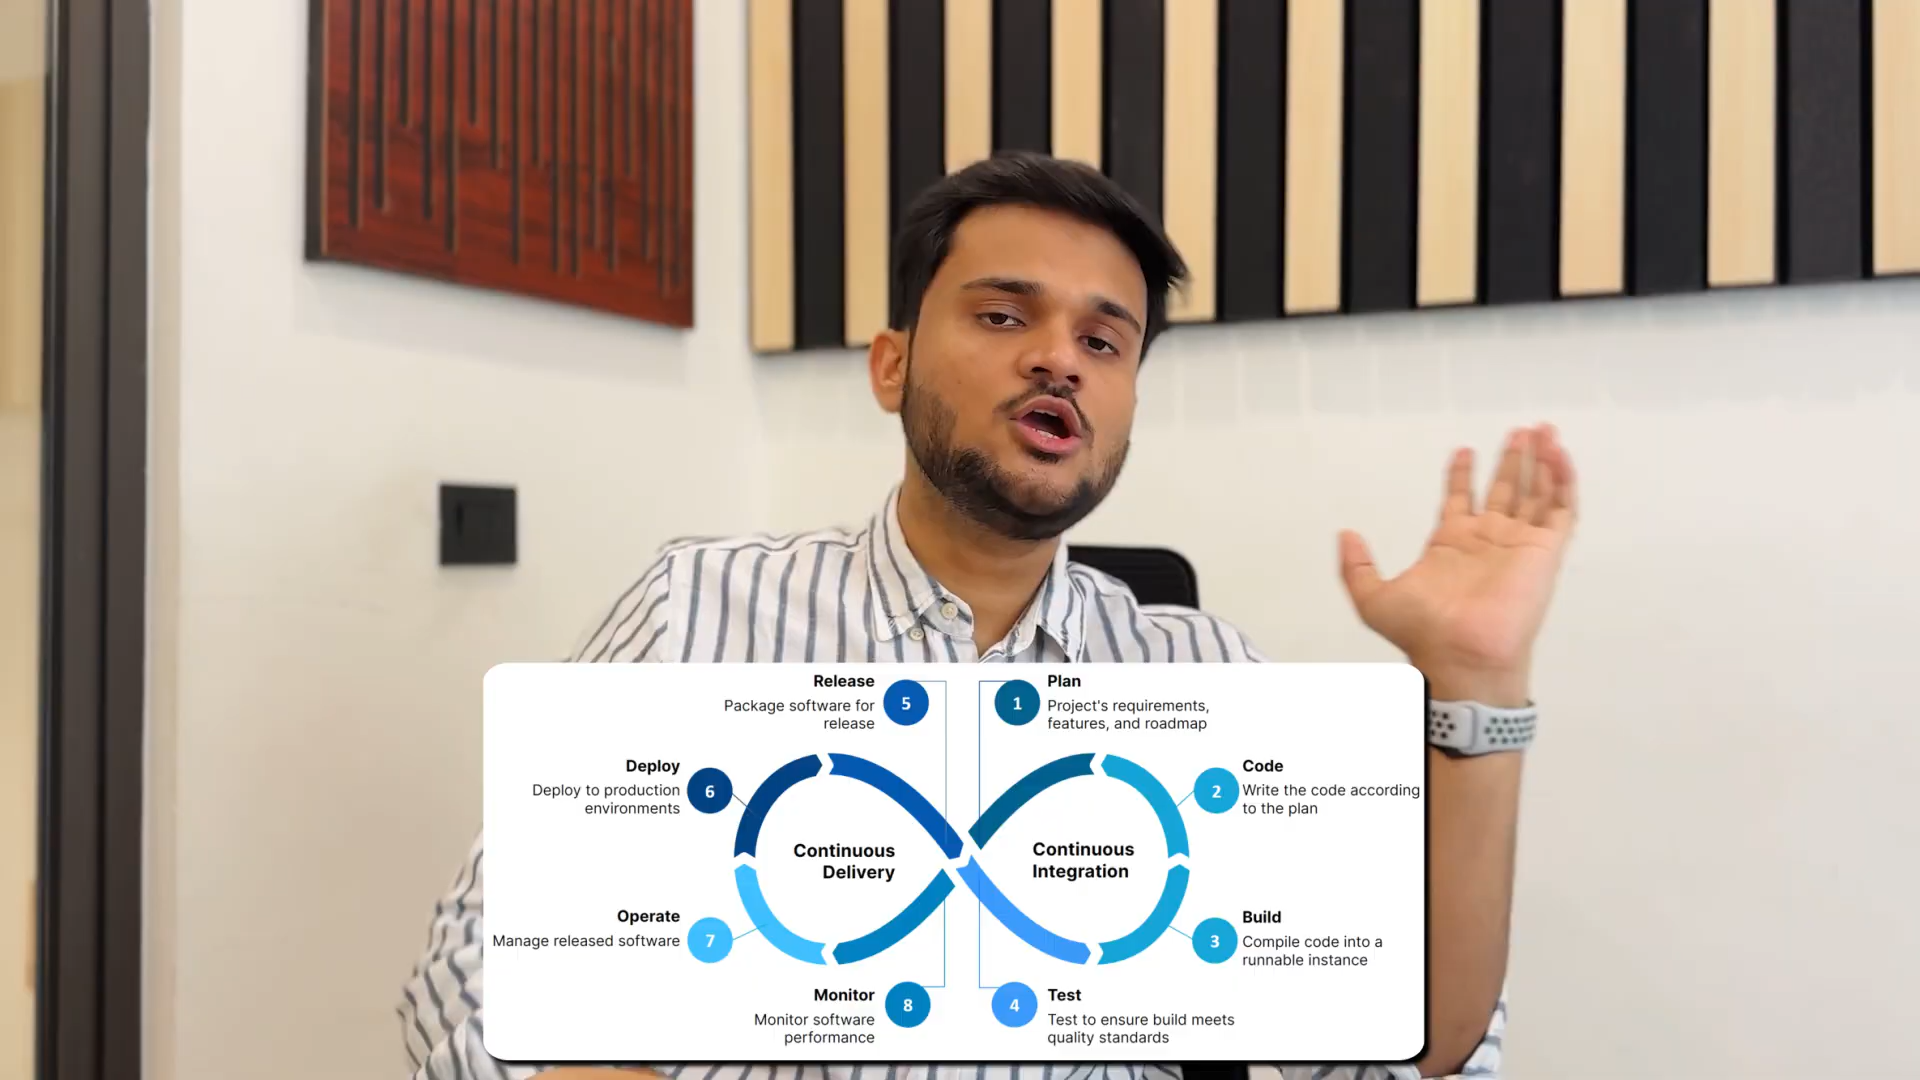 Release
5
Package software for
release
1
Plan
Project's requirements,
features, and roadmap
Deploy
6
Deploy to production
environments
2
Code
Write the code according
to the plan
Continuous
Delivery
Continuous
Integration
Operate
7
Manage released software
3
Build
Compile code into a
runnable instance
Monitor
8
Monitor software
performance
4
Test
Test to ensure build meets
quality standards